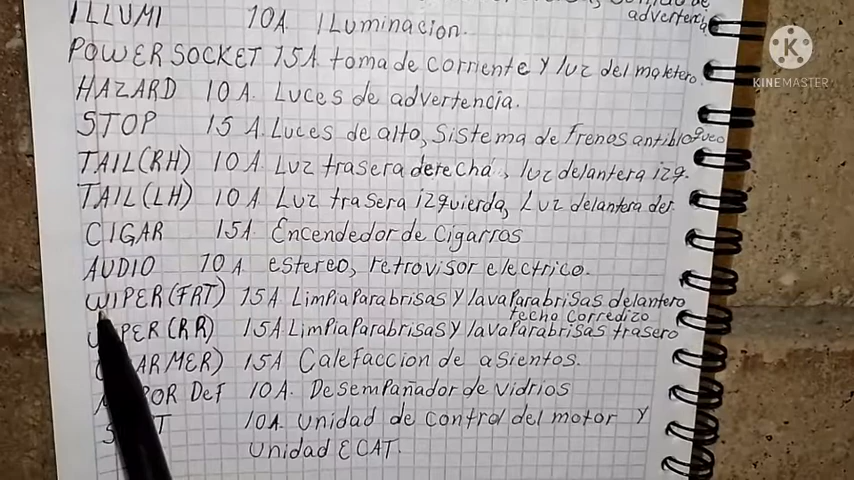 advertencia
ILLUMI 10A ILuminacion.
POWER SOCKET 15A toma de corriente y luz del maletero.
HAZARD 10A. Luces de advertencia.
STOP 15 A. Luces de alto, Sistema de Frenos antibloqueo
TAIL(RH) 10A Luz trasera derecha, luz delantera izq.
TAIL(LH) 10A Luz trasera izquierda, Luz delantera der.
CIGAR 15A Encendedor de Cigarros
AUDIO 10A estereo, retrovisor electrico.
WIPER(FRT) 15A LimpiaParabrisas y lavaParabrisas delantero
techo Corredizo
PER(RR) 15A LimpiaParabrisas y lavaParabrisas trasero
ARMER) 15A Calefaccion de asientos.
OR DEF 10A. Desempañador de vidrios
10A unidad de control del motor y
Unidad ECAT.
K
KINEMASTER